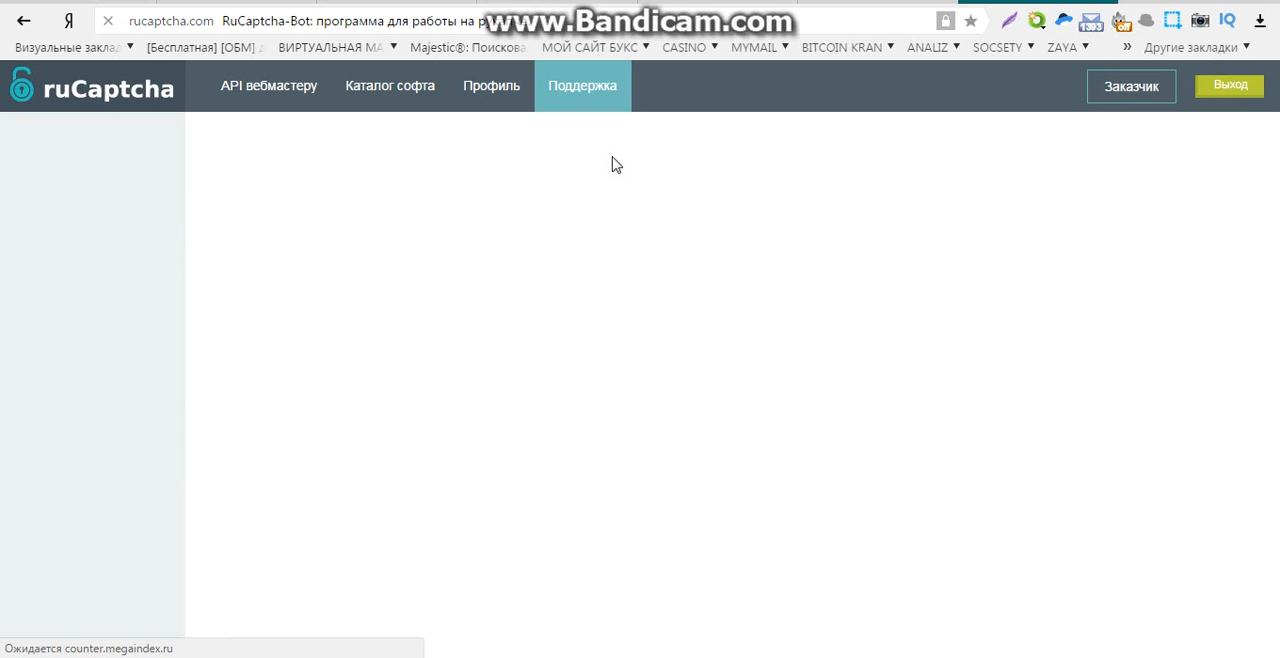 www.Bandicam.com
Я rucaptcha.com RuCaptcha-Bot: программа для работы на
Визуальные заклад [Бесплатная] [ОБМ] ВИРТУАЛЬНАЯ МА Majestic®: Поискова МОЙ САЙТ БУКС CASINO MYMAIL BITCOIN KRAN ANALIZ SOCSETY ZAYA » Другие закладки
ruCaptcha API вебмастеру Каталог софта Профиль Поддержка Заказчик Выход
Ожидается counter.megaindex.ru